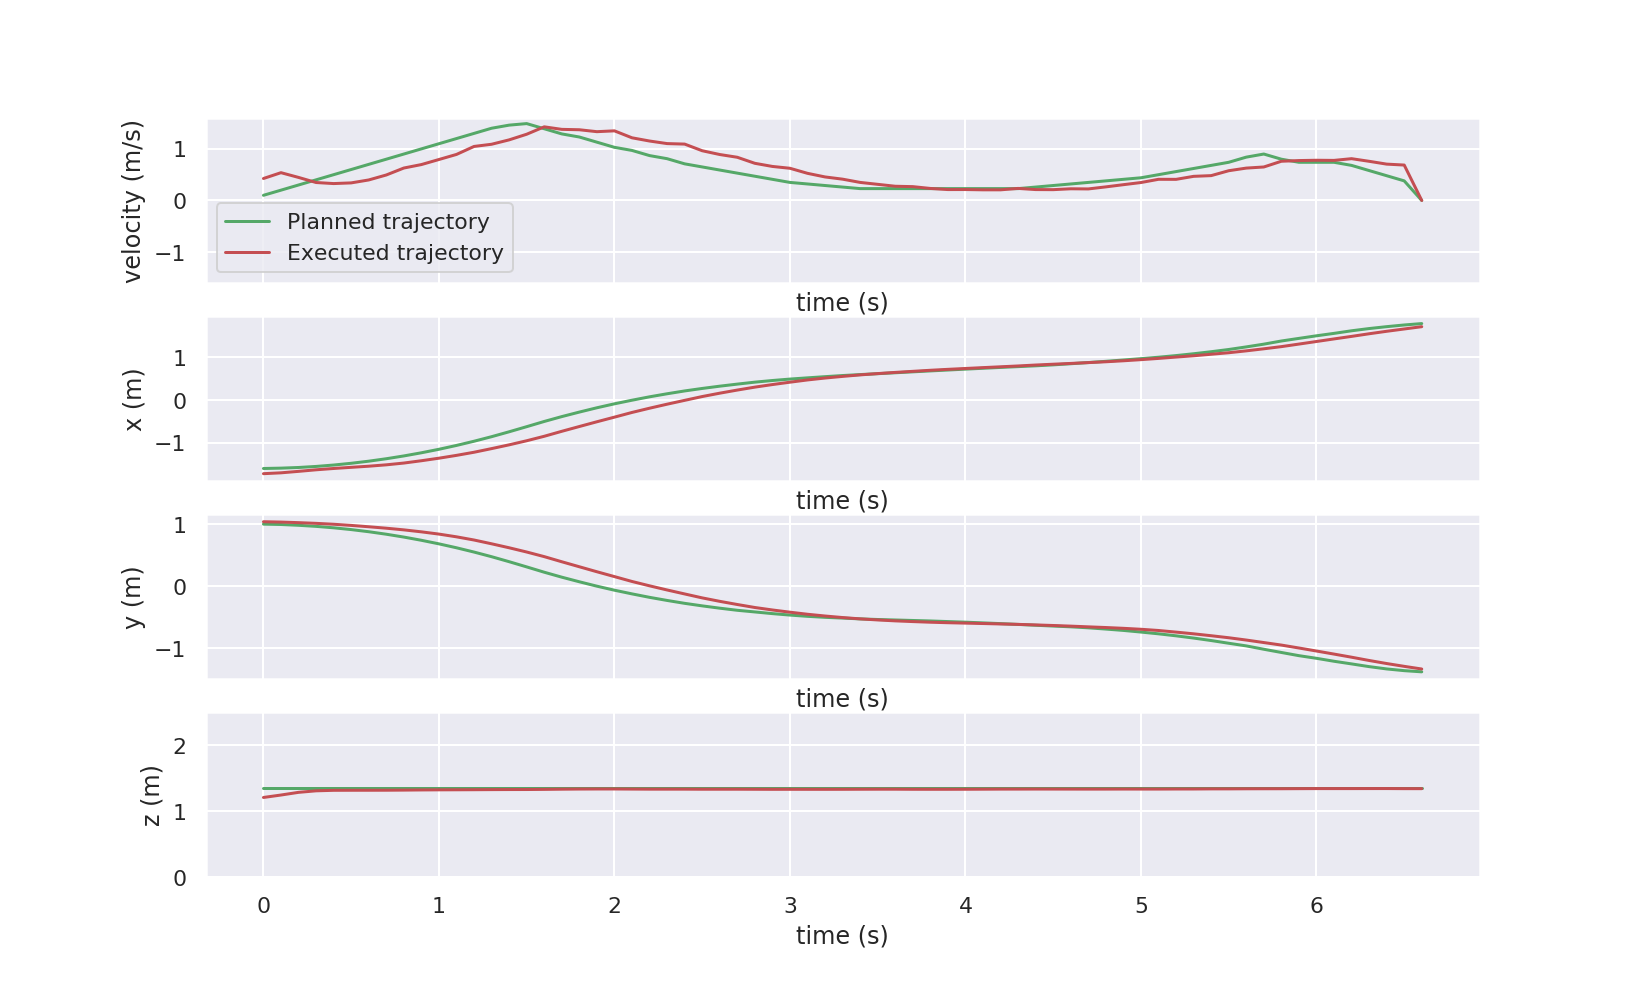 velocity (m/s)
1
0
−1
Planned trajectory
Executed trajectory
time (s)
x (m)
1
0
−1
time (s)
y (m)
1
0
−1
time (s)
z (m)
2
1
0
0 1 2 3 4 5 6
time (s)